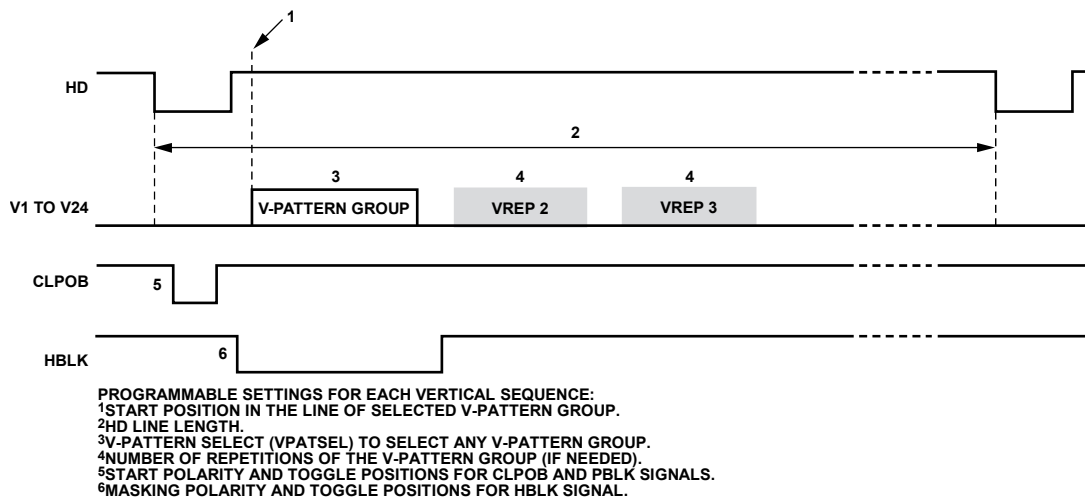 1
HD
2
3
4
4
V1 TO V24
V-PATTERN GROUP
VREP 2
VREP 3
CLPOB
5
HBLK
6
PROGRAMMABLE SETTINGS FOR EACH VERTICAL SEQUENCE:
1START POSITION IN THE LINE OF SELECTED V-PATTERN GROUP.
2HD LINE LENGTH.
3V-PATTERN SELECT (VPATSEL) TO SELECT ANY V-PATTERN GROUP.
4NUMBER OF REPETITIONS OF THE V-PATTERN GROUP (IF NEEDED).
5START POLARITY AND TOGGLE POSITIONS FOR CLPOB AND PBLK SIGNALS.
6MASKING POLARITY AND TOGGLE POSITIONS FOR HBLK SIGNAL.